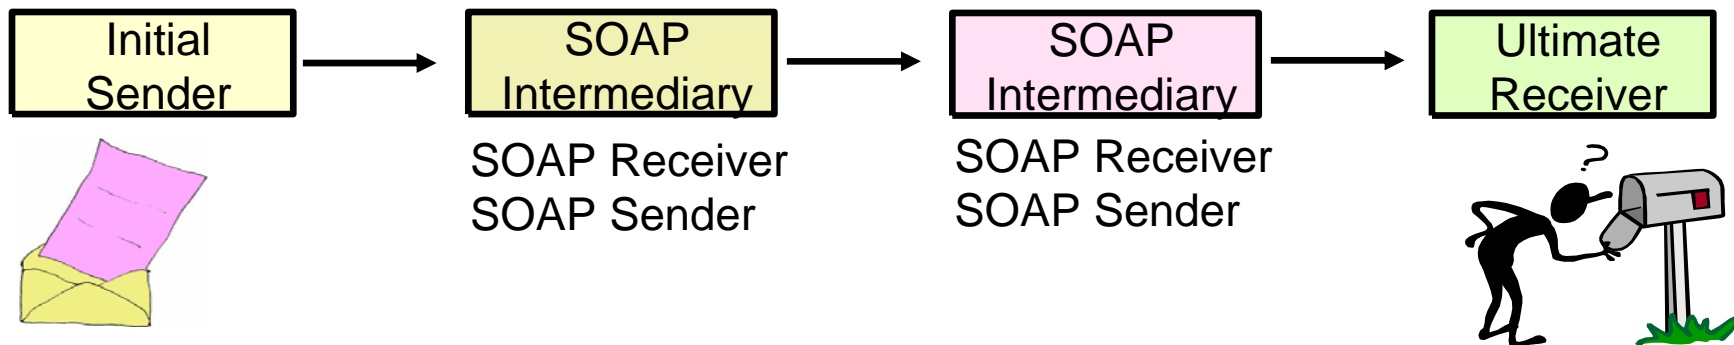 Initial
Sender
SOAP
Intermediary
SOAP
Intermediary
Ultimate
Receiver
SOAP Receiver
SOAP Sender
SOAP Receiver
SOAP Sender
?